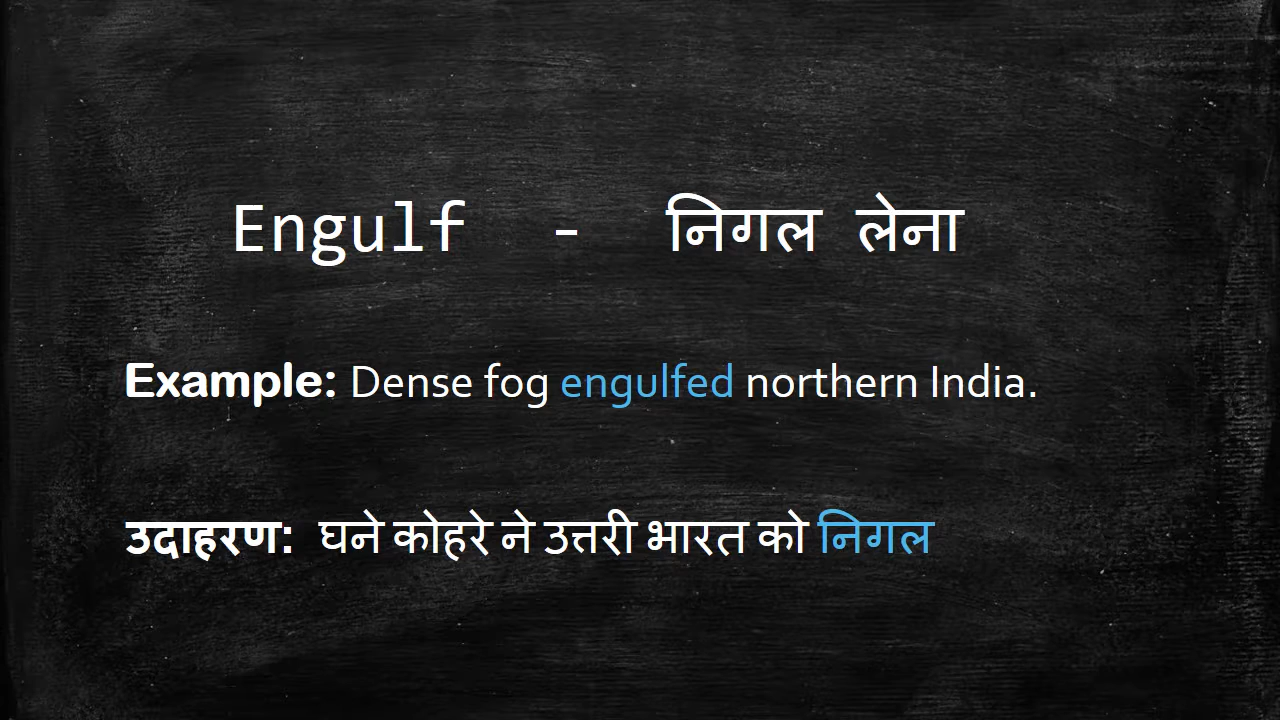 Engulf - निगल लेना
Example: Dense fog engulfed northern India.
उदाहरण: घने कोहरे ने उत्तरी भारत को निगल